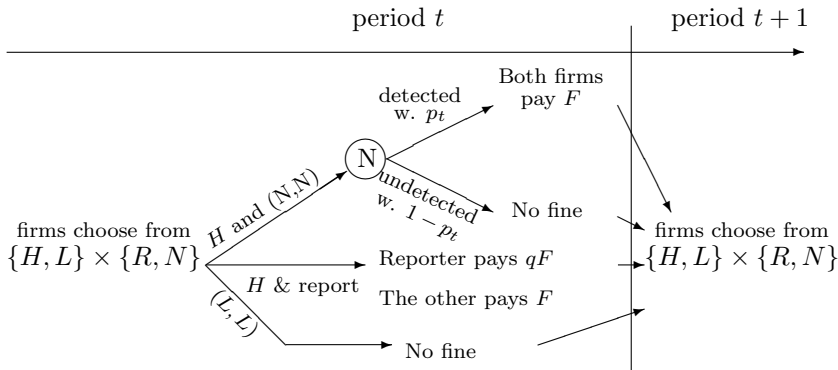 period t
period t + 1
Both firms
pay F
detected
w. p_t
N
undetected
w. 1 − p_t
H and (N,N)
No fine
firms choose from
{H, L} × {R, N}
firms choose from
{H, L} × {R, N}
Reporter pays qF
H & report
The other pays F
(L, L)
No fine